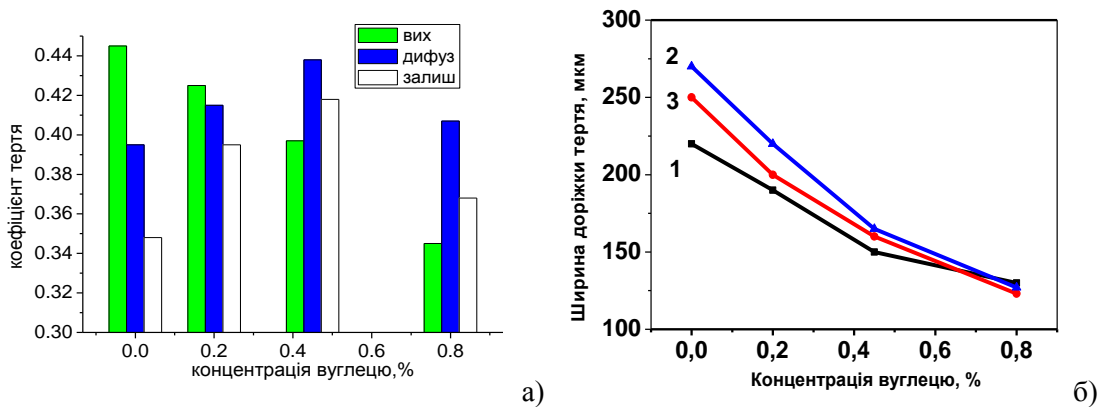 0.44
0.42
0.40
0.38
0.36
0.34
0.32
0.30
коефіцієнт тертя
вих
дифуз
залиш
0.0 0.2 0.4 0.6 0.8
концентрація вуглецю,%
а)
300
250
200
150
100
Ширина доріжки тертя, мкм
2
3
1
0,0 0,2 0,4 0,6 0,8
Концентрація вуглецю, %
б)